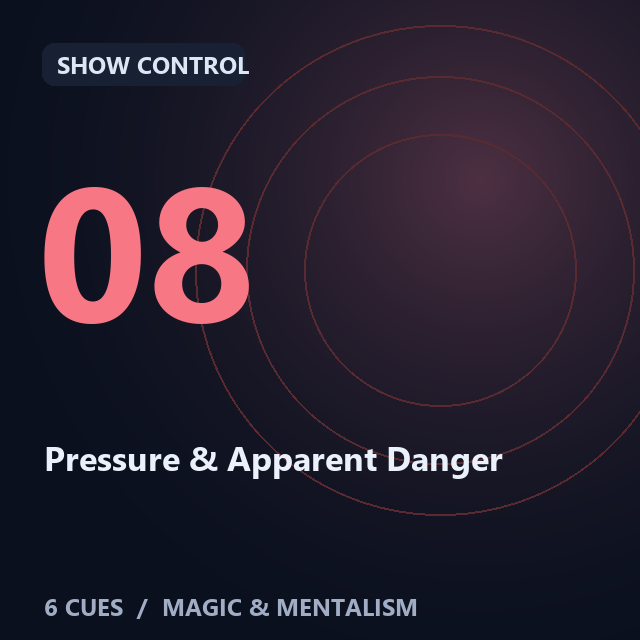 SHOW CONTROL
08
Pressure & Apparent Danger
6 CUES / MAGIC & MENTALISM